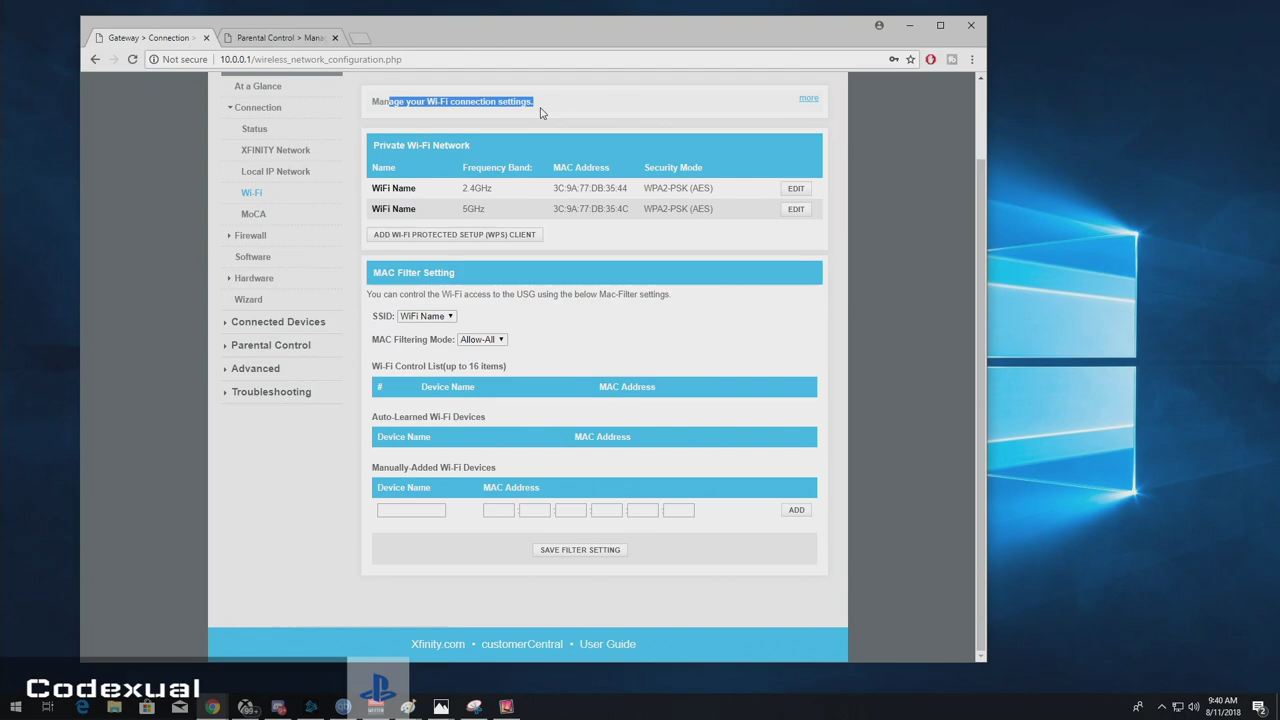 Gateway > Connection >
Parental Control > Mana
Not secure | 10.0.0.1/wireless_network_configuration.php
At a Glance
Connection
Status
XFINITY Network
Local IP Network
Wi-Fi
MoCA
Firewall
Software
Hardware
Wizard
Connected Devices
Parental Control
Advanced
Troubleshooting
Manage your Wi-Fi connection settings.
more
Private Wi-Fi Network
Name Frequency Band: MAC Address Security Mode
WiFi Name 2.4GHz 3C:9A:77:DB:35:44 WPA2-PSK (AES) EDIT
WiFi Name 5GHz 3C:9A:77:DB:35:4C WPA2-PSK (AES) EDIT
ADD WI-FI PROTECTED SETUP (WPS) CLIENT
MAC Filter Setting
You can control the Wi-Fi access to the USG using the below Mac-Filter settings.
SSID: WiFi Name
MAC Filtering Mode: Allow-All
Wi-Fi Control List(up to 16 items)
# Device Name MAC Address
Auto-Learned Wi-Fi Devices
Device Name MAC Address
Manually-Added Wi-Fi Devices
Device Name MAC Address
: : : : : ADD
SAVE FILTER SETTING
Xfinity.com • customerCentral • User Guide
Codexual
99+
9:40 AM
8/11/2018
2